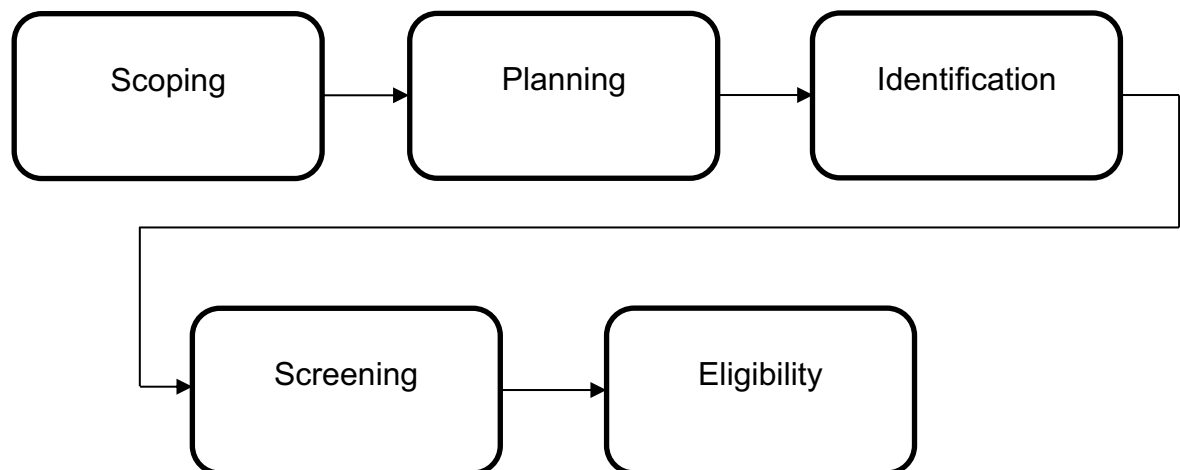 Scoping
Planning
Identification
Screening
Eligibility